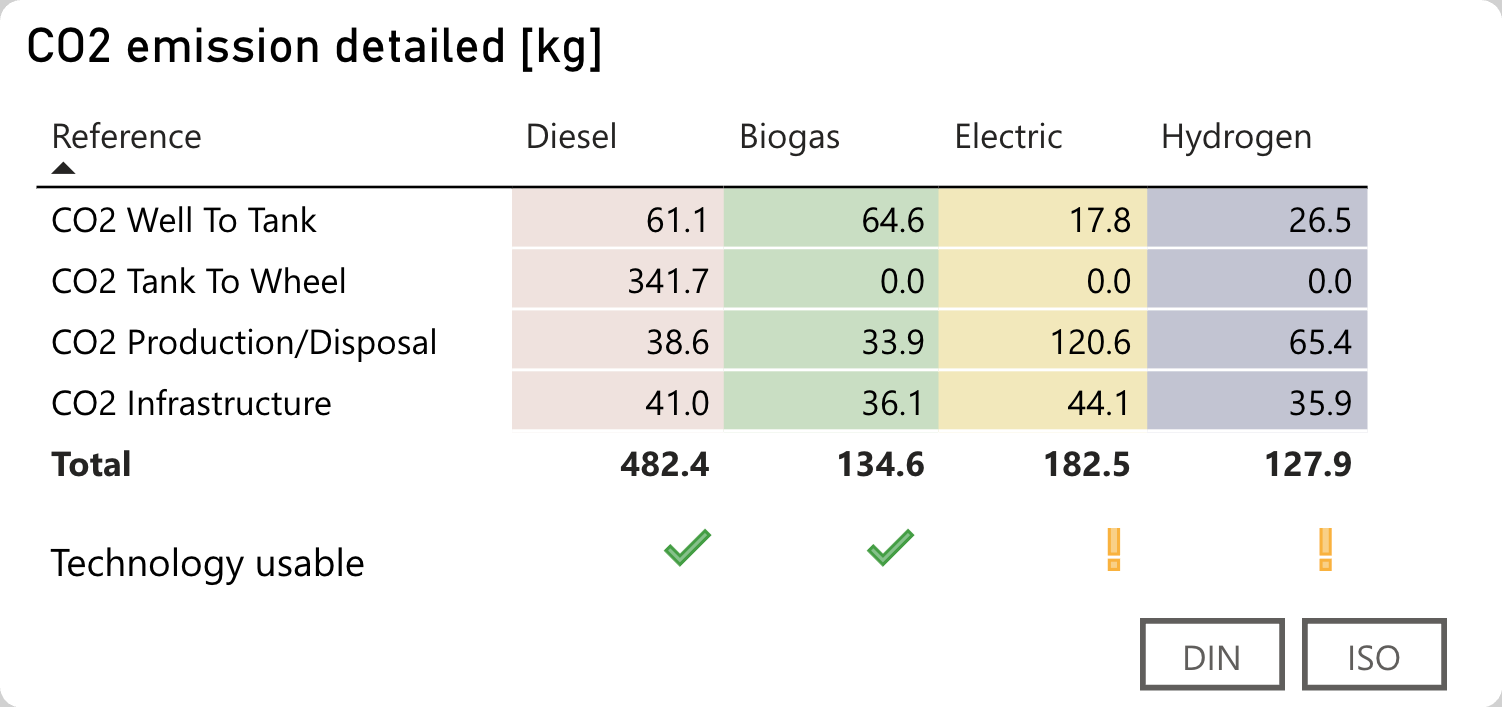 CO2 emission detailed [kg]
Reference Diesel Biogas Electric Hydrogen
CO2 Well To Tank 61.1 64.6 17.8 26.5
CO2 Tank To Wheel 341.7 0.0 0.0 0.0
CO2 Production/Disposal 38.6 33.9 120.6 65.4
CO2 Infrastructure 41.0 36.1 44.1 35.9
Total 482.4 134.6 182.5 127.9
Technology usable
DIN ISO